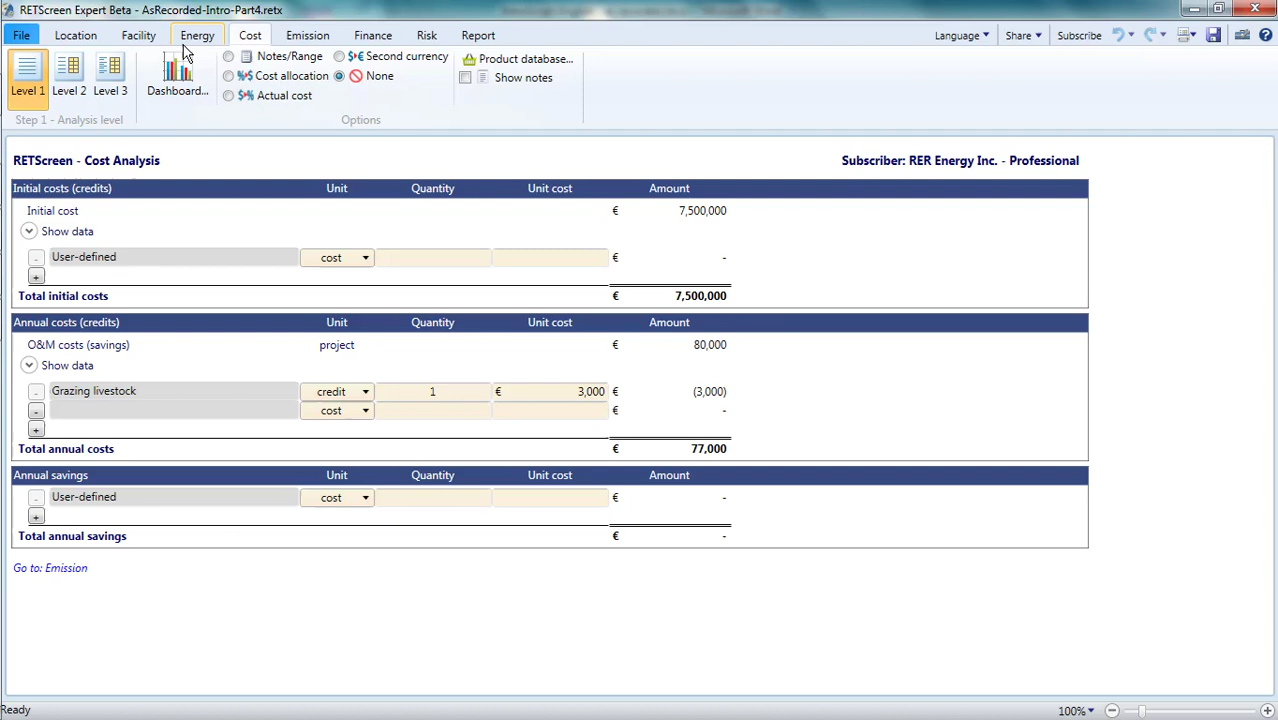 RETScreen Expert Beta - AsRecorded-Intro-Part4.retx
File Location Facility Energy Cost Emission Finance Risk Report Language Share Subscribe
Notes/Range Second currency Product database...
Cost allocation None Show notes
Level 1 Level 2 Level 3 Dashboard... Actual cost
Step 1 - Analysis level Options
RETScreen - Cost Analysis Subscriber: RER Energy Inc. - Professional
Initial costs (credits) Unit Quantity Unit cost Amount
Initial cost € 7,500,000
Show data
- User-defined cost € -
+
Total initial costs € 7,500,000
Annual costs (credits) Unit Quantity Unit cost Amount
O&M costs (savings) project € 80,000
Show data
- Grazing livestock credit 1 € 3,000 € (3,000)
- cost € -
+
Total annual costs € 77,000
Annual savings Unit Quantity Unit cost Amount
- User-defined cost € -
+
Total annual savings € -
Go to: Emission
Ready 100%